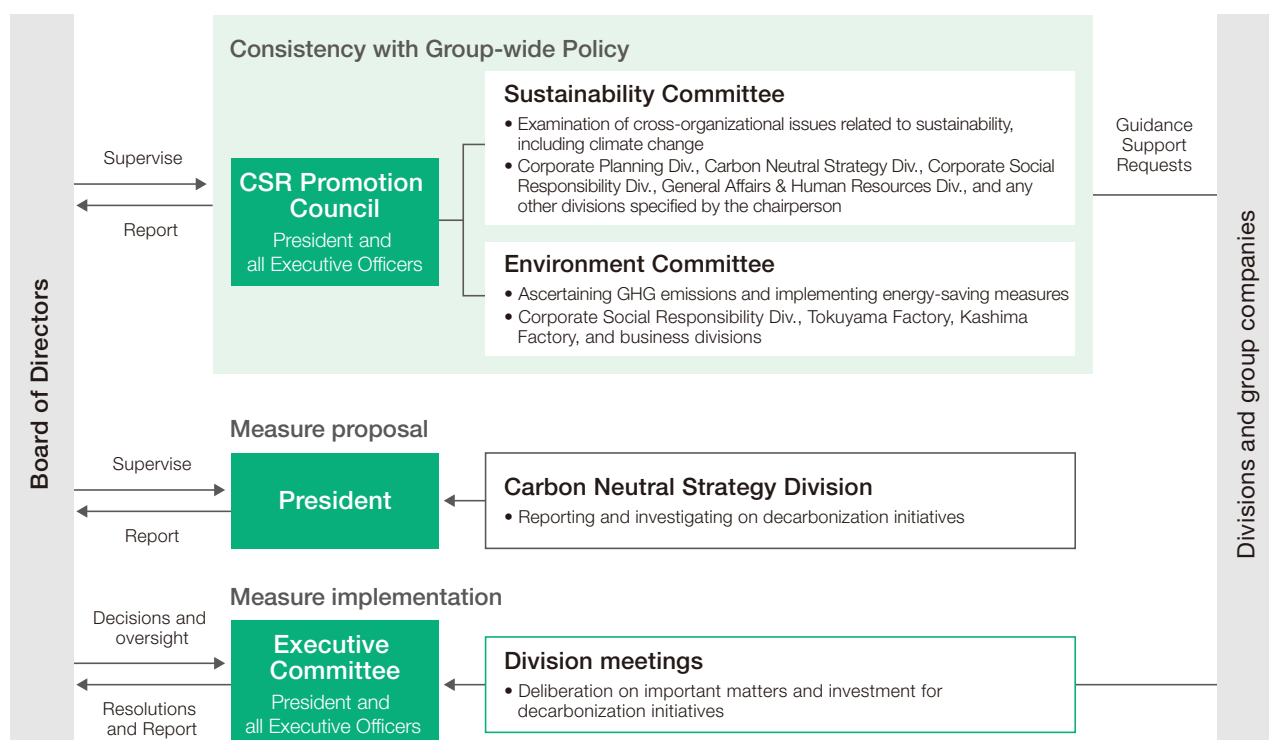 Board of Directors
Consistency with Group-wide Policy
Supervise
Report
CSR Promotion
Council
President and
all Executive Officers
Sustainability Committee
• Examination of cross-organizational issues related to sustainability,
including climate change
• Corporate Planning Div., Carbon Neutral Strategy Div., Corporate Social
Responsibility Div., General Affairs & Human Resources Div., and any
other divisions specified by the chairperson
Environment Committee
• Ascertaining GHG emissions and implementing energy-saving measures
• Corporate Social Responsibility Div., Tokuyama Factory, Kashima
Factory, and business divisions
Guidance
Support
Requests
Divisions and group companies
Measure proposal
Supervise
Report
President
Carbon Neutral Strategy Division
• Reporting and investigating on decarbonization initiatives
Measure implementation
Decisions and
oversight
Resolutions
and Report
Executive
Committee
President and
all Executive Officers
Division meetings
• Deliberation on important matters and investment for
decarbonization initiatives